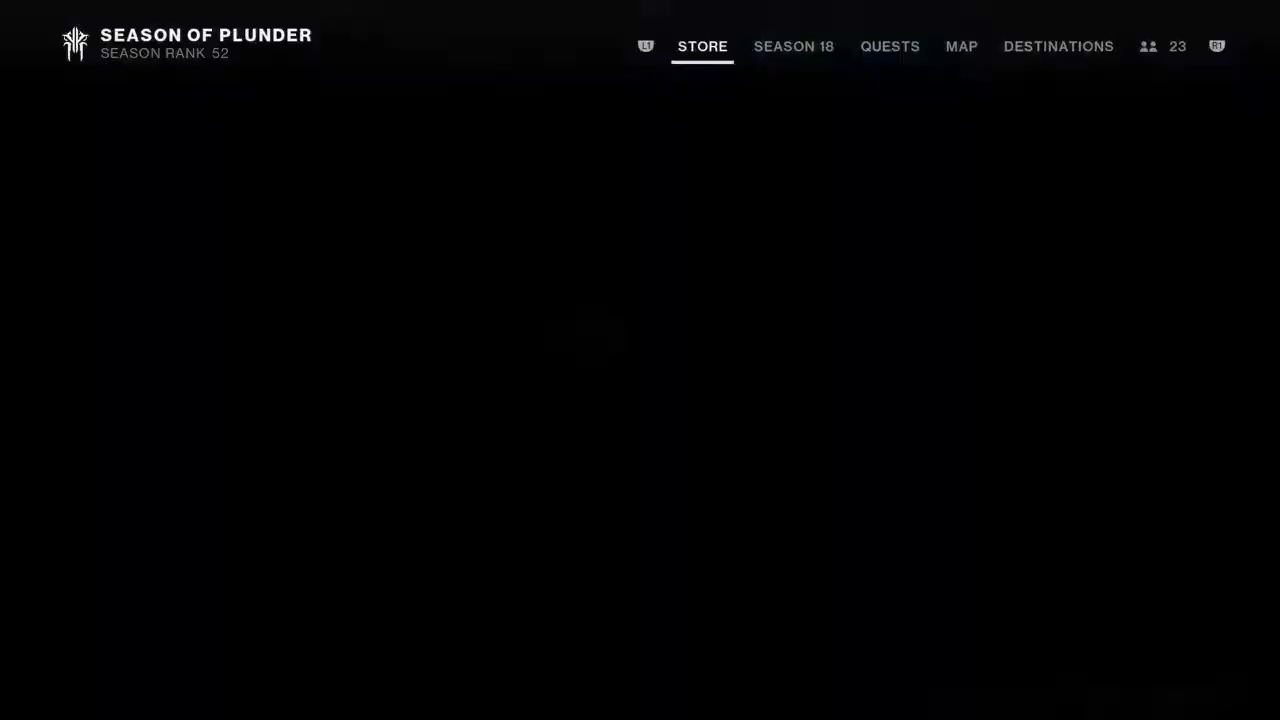 SEASON OF PLUNDER
SEASON RANK 52
L1 STORE SEASON 18 QUESTS MAP DESTINATIONS 23 R1